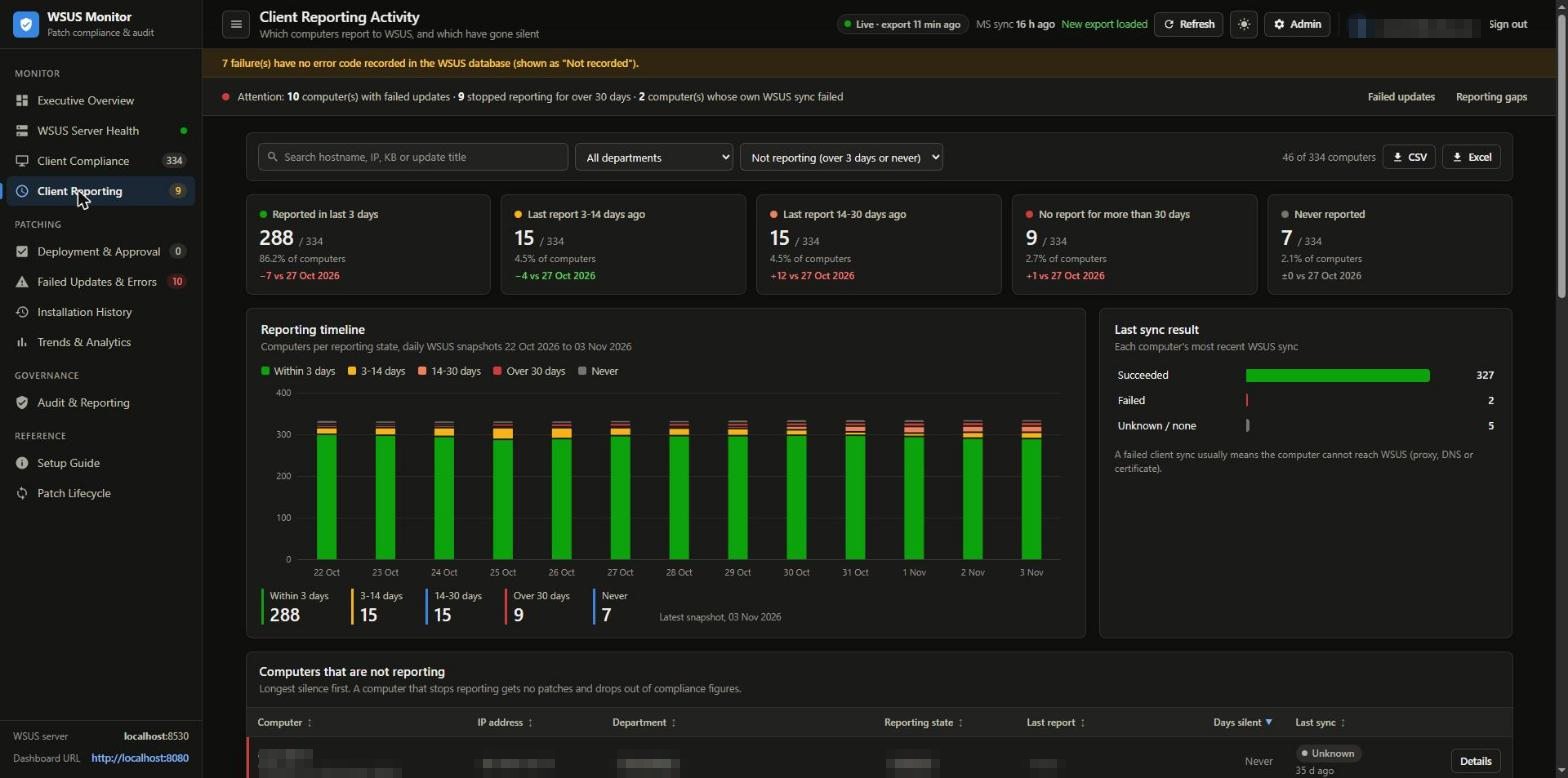 WSUS Monitor
Patch compliance & audit
MONITOR
Executive Overview
WSUS Server Health
Client Compliance 334
Client Reporting 9
PATCHING
Deployment & Approval 0
Failed Updates & Errors 10
Installation History
Trends & Analytics
GOVERNANCE
Audit & Reporting
REFERENCE
Setup Guide
Patch Lifecycle
WSUS server localhost:8530
Dashboard URL http://localhost:8080
Client Reporting Activity
Which computers report to WSUS, and which have gone silent
Live · export 11 min ago MS sync 16 h ago New export loaded Refresh Admin Sign out
7 failure(s) have no error code recorded in the WSUS database (shown as "Not recorded").
Attention: 10 computer(s) with failed updates · 9 stopped reporting for over 30 days · 2 computer(s) whose own WSUS sync failed Failed updates Reporting gaps
Search hostname, IP, KB or update title All departments Not reporting (over 3 days or never) 46 of 334 computers CSV Excel
Reported in last 3 days
288 / 334
86.2% of computers
−7 vs 27 Oct 2026
Last report 3-14 days ago
15 / 334
4.5% of computers
−4 vs 27 Oct 2026
Last report 14-30 days ago
15 / 334
4.5% of computers
+12 vs 27 Oct 2026
No report for more than 30 days
9 / 334
2.7% of computers
+1 vs 27 Oct 2026
Never reported
7 / 334
2.1% of computers
±0 vs 27 Oct 2026
Reporting timeline
Computers per reporting state, daily WSUS snapshots 22 Oct 2026 to 03 Nov 2026
Within 3 days 3-14 days 14-30 days Over 30 days Never
400
300
200
100
0
22 Oct 23 Oct 24 Oct 25 Oct 26 Oct 27 Oct 28 Oct 29 Oct 30 Oct 31 Oct 1 Nov 2 Nov 3 Nov
Within 3 days 3-14 days 14-30 days Over 30 days Never
288 15 15 9 7 Latest snapshot, 03 Nov 2026
Last sync result
Each computer's most recent WSUS sync
Succeeded 327
Failed 2
Unknown / none 5
A failed client sync usually means the computer cannot reach WSUS (proxy, DNS or
certificate).
Computers that are not reporting
Longest silence first. A computer that stops reporting gets no patches and drops out of compliance figures.
Computer IP address Department Reporting state Last report Days silent Last sync
Never Unknown Details
35 d ago